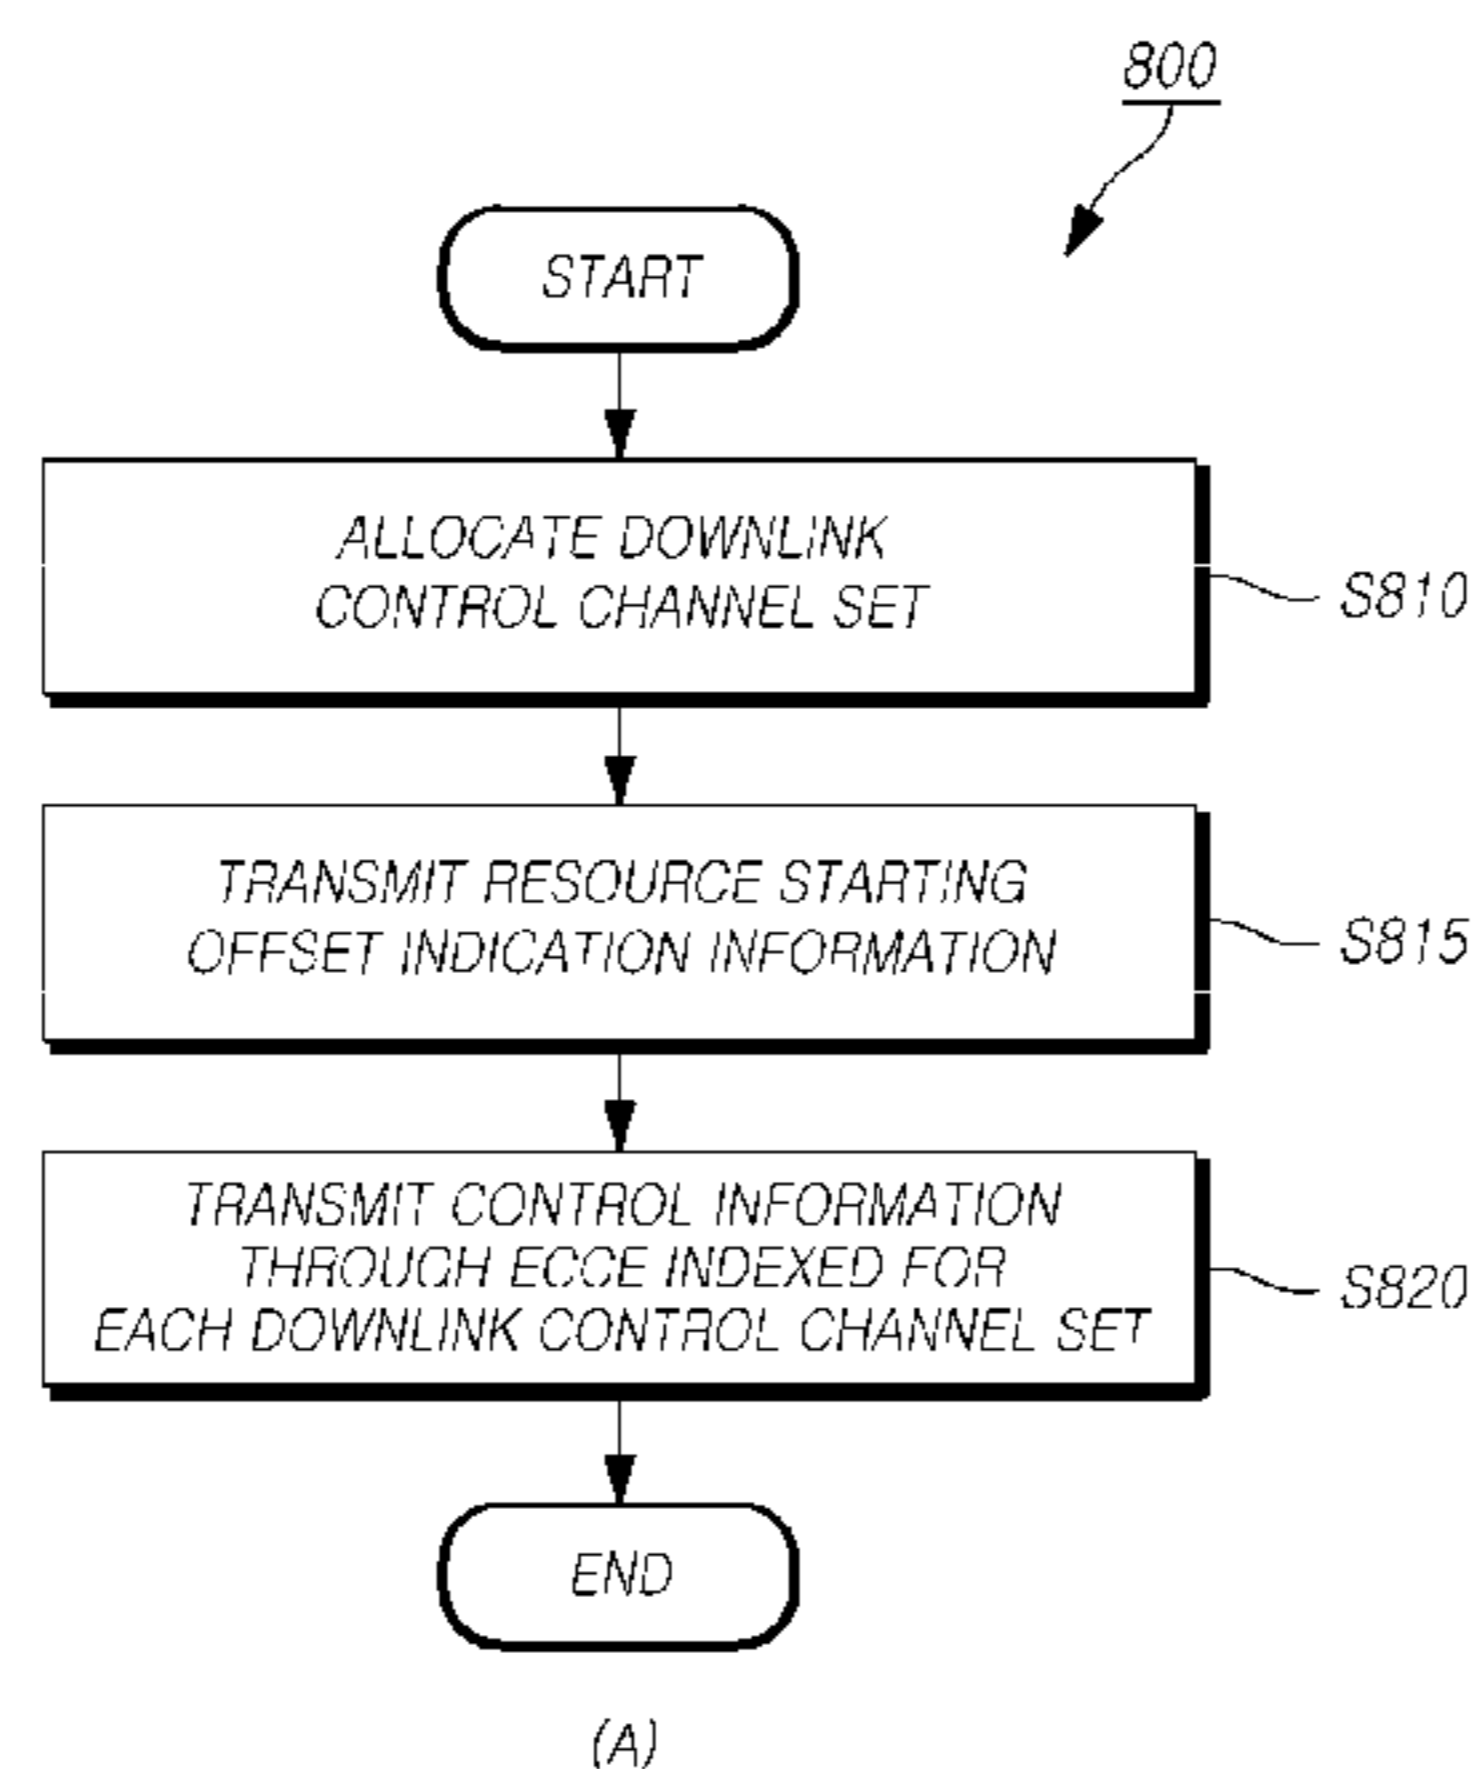 800
START
ALLOCATE DOWNLINK
CONTROL CHANNEL SET
S810
TRANSMIT RESOURCE STARTING
OFFSET INDICATION INFORMATION
S815
TRANSMIT CONTROL INFORMATION
THROUGH ECCE INDEXED FOR
EACH DOWNLINK CONTROL CHANNEL SET
S820
END
(A)